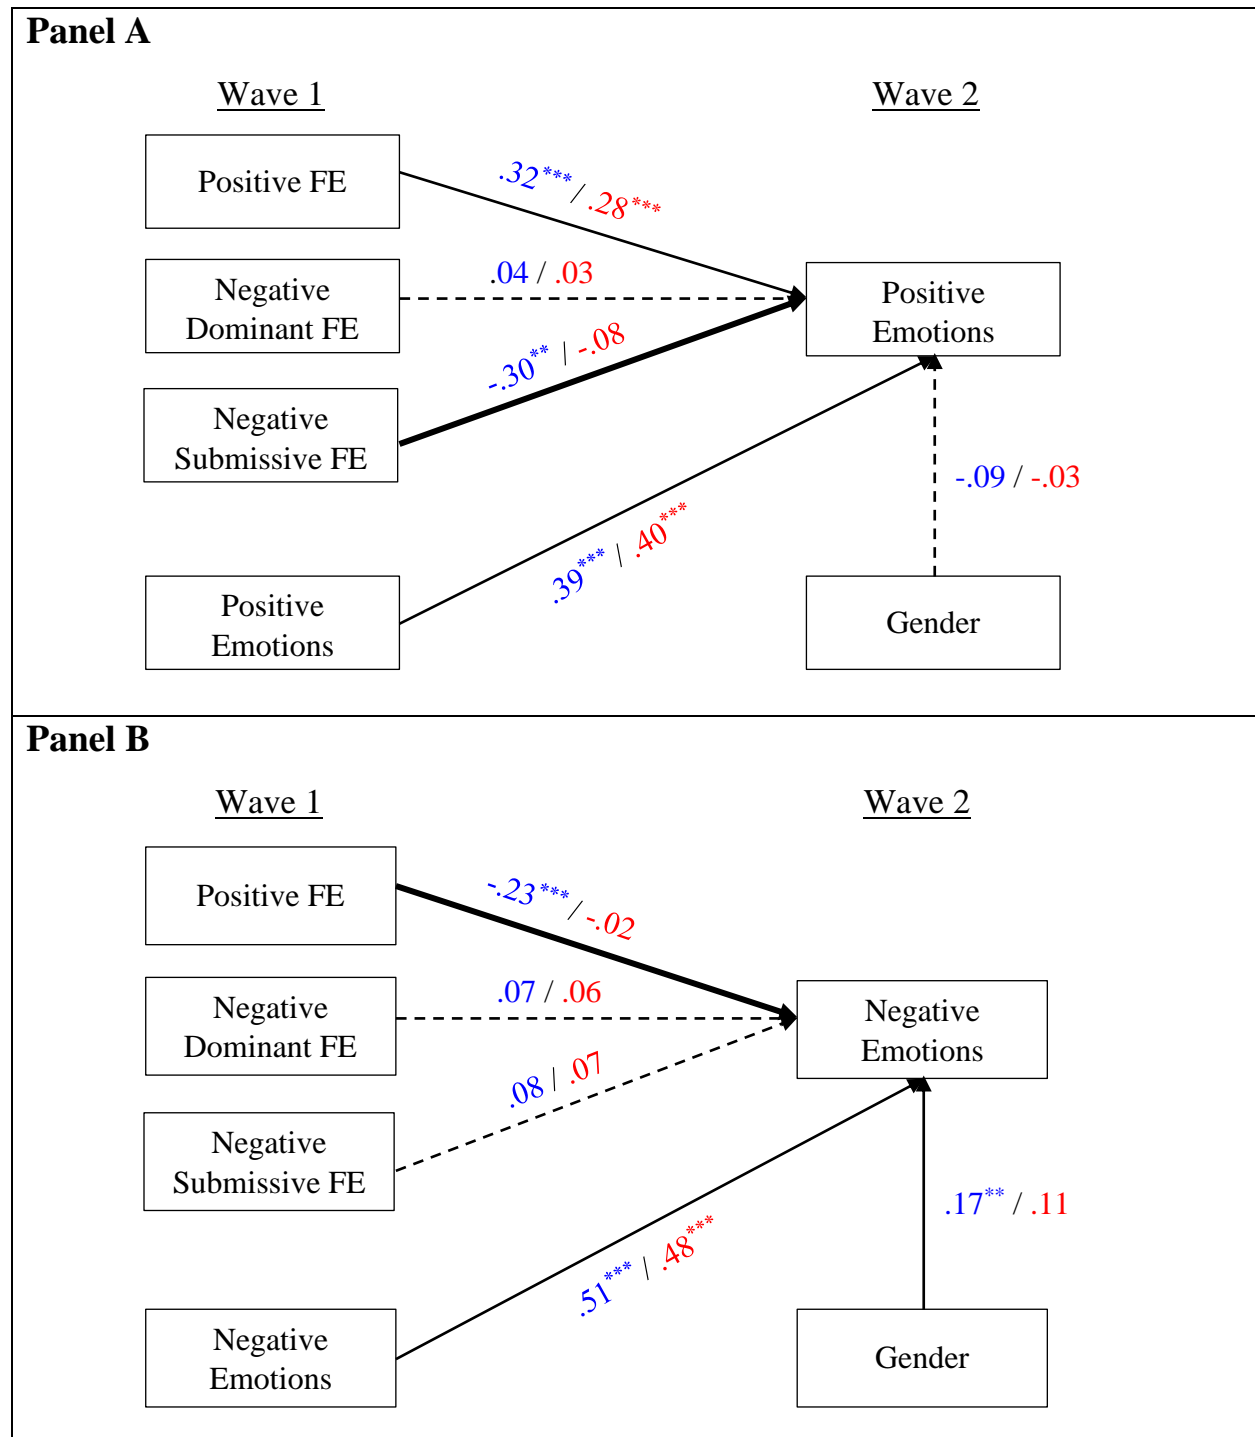 Panel A
Wave 1
Wave 2
Positive FE
.32*** / .28***
Negative
Dominant FE
.04 / .03
Positive
Emotions
Negative
Submissive FE
-.30** / -.08
-.09 / -.03
.39*** / .40***
Positive
Emotions
Gender
Panel B
Wave 1
Wave 2
Positive FE
-.23*** / -.02
Negative
Dominant FE
.07 / .06
Negative
Emotions
Negative
Submissive FE
.08 / .07
.17** / .11
.51*** / .48***
Negative
Emotions
Gender